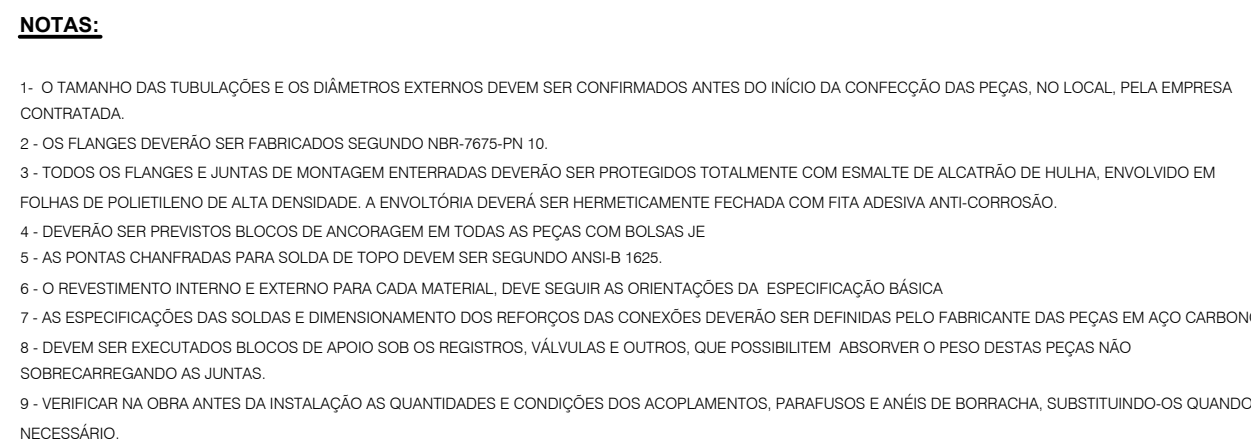 NOTAS:
1- O TAMANHO DAS TUBULAÇÕES E OS DIÂMETROS EXTERNOS DEVEM SER CONFIRMADOS ANTES DO INÍCIO DA CONFECÇÃO DAS PEÇAS, NO LOCAL, PELA EMPRESA
CONTRATADA.
2 - OS FLANGES DEVERÃO SER FABRICADOS SEGUNDO NBR-7675-PN 10.
3 - TODOS OS FLANGES E JUNTAS DE MONTAGEM ENTERRADAS DEVERÃO SER PROTEGIDOS TOTALMENTE COM ESMALTE DE ALCATRÃO DE HULHA, ENVOLVIDO EM
FOLHAS DE POLIETILENO DE ALTA DENSIDADE. A ENVOLTÓRIA DEVERÁ SER HERMETICAMENTE FECHADA COM FITA ADESIVA ANTI-CORROSÃO.
4 - DEVERÃO SER PREVISTOS BLOCOS DE ANCORAGEM EM TODAS AS PEÇAS COM BOLSAS JE
5 - AS PONTAS CHANFRADAS PARA SOLDA DE TOPO DEVEM SER SEGUNDO ANSI-B 1625.
6 - O REVESTIMENTO INTERNO E EXTERNO PARA CADA MATERIAL, DEVE SEGUIR AS ORIENTAÇÕES DA ESPECIFICAÇÃO BÁSICA
7 - AS ESPECIFICAÇÕES DAS SOLDAS E DIMENSIONAMENTO DOS REFORÇOS DAS CONEXÕES DEVERÃO SER DEFINIDAS PELO FABRICANTE DAS PEÇAS EM AÇO CARBONO
8 - DEVEM SER EXECUTADOS BLOCOS DE APOIO SOB OS REGISTROS, VÁLVULAS E OUTROS, QUE POSSIBILITEM ABSORVER O PESO DESTAS PEÇAS NÃO
SOBRECARREGANDO AS JUNTAS.
9 - VERIFICAR NA OBRA ANTES DA INSTALAÇÃO AS QUANTIDADES E CONDIÇÕES DOS ACOPLAMENTOS, PARAFUSOS E ANÉIS DE BORRACHA, SUBSTITUINDO-OS QUANDO
NECESSÁRIO.